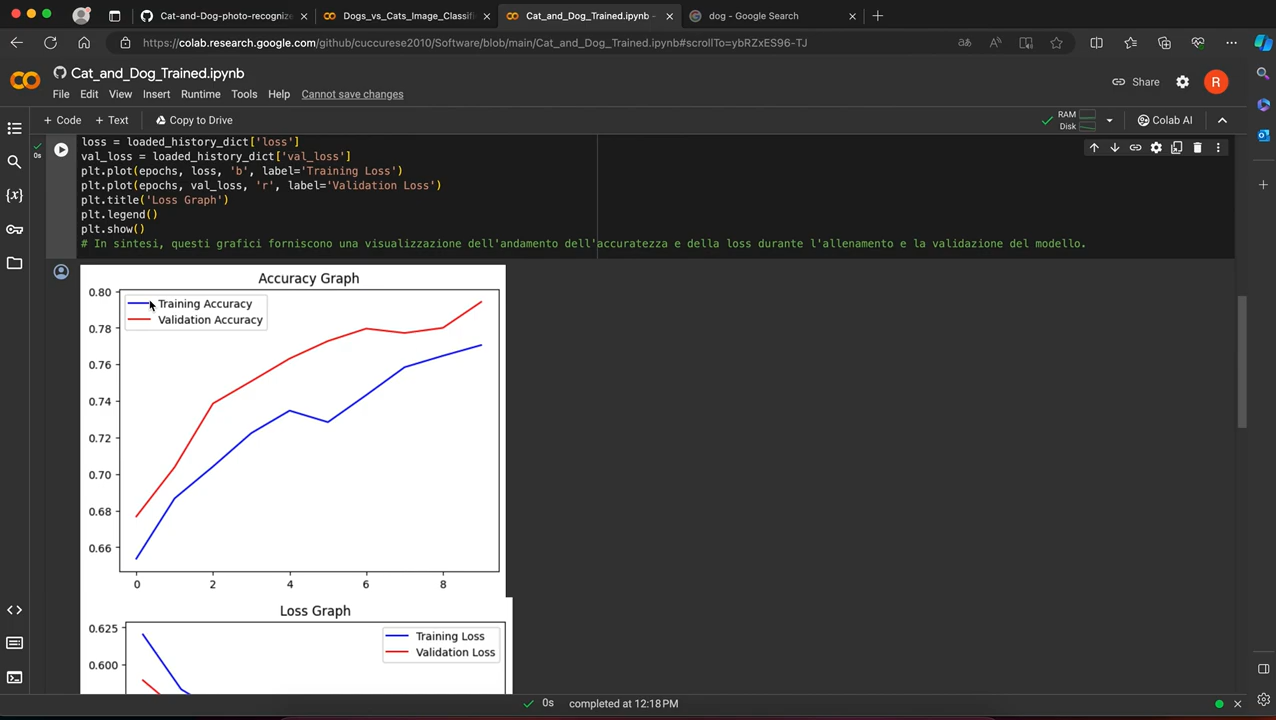 Cat-and-Dog-photo-recognize
Dogs_vs_Cats_Image_Classifi
Cat_and_Dog_Trained.ipynb -
dog - Google Search
https://colab.research.google.com/github/cuccurese2010/Software/blob/main/Cat_and_Dog_Trained.ipynb#scrollTo=ybRZxES96-TJ
Cat_and_Dog_Trained.ipynb
Share
R
File Edit View Insert Runtime Tools Help Cannot save changes
+ Code + Text Copy to Drive
RAM
Disk
Colab AI
0s
loss = loaded_history_dict['loss']
val_loss = loaded_history_dict['val_loss']
plt.plot(epochs, loss, 'b', label='Training Loss')
plt.plot(epochs, val_loss, 'r', label='Validation Loss')
plt.title('Loss Graph')
plt.legend()
plt.show()
# In sintesi, questi grafici forniscono una visualizzazione dell'andamento dell'accuratezza e della loss durante l'allenamento e la validazione del modello.
Accuracy Graph
Training Accuracy
Validation Accuracy
0.80
0.78
0.76
0.74
0.72
0.70
0.68
0.66
0 2 4 6 8
Loss Graph
Training Loss
Validation Loss
0.625
0.600
0s completed at 12:18 PM